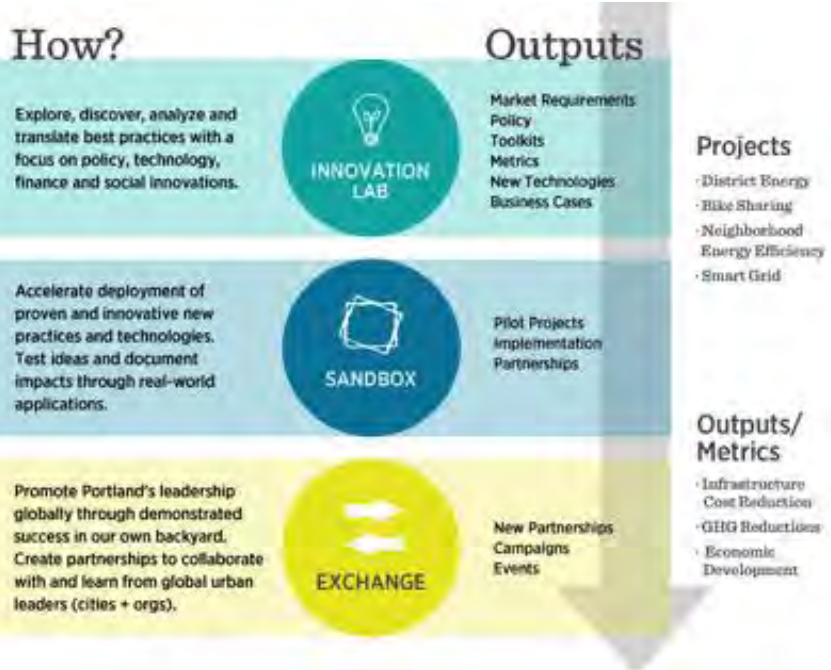 How?
Outputs
Explore, discover, analyze and
translate best practices with a
focus on policy, technology,
finance and social innovations.
INNOVATION
LAB
Market Requirements
Policy
Toolkits
Metrics
New Technologies
Business Cases
Projects
· District Energy
· Bike Sharing
· Neighborhood
Energy Efficiency
· Smart Grid
Accelerate deployment of
proven and innovative new
practices and technologies.
Test ideas and document
impacts through real-world
applications.
SANDBOX
Pilot Projects
Implementation
Partnerships
Outputs/
Metrics
· Infrastructure
Cost Reduction
· GHG Reductions
· Economic
Development
Promote Portland's leadership
globally through demonstrated
success in our own backyard.
Create partnerships to collaborate
with and learn from global urban
leaders (cities + orgs).
EXCHANGE
New Partnerships
Campaigns
Events